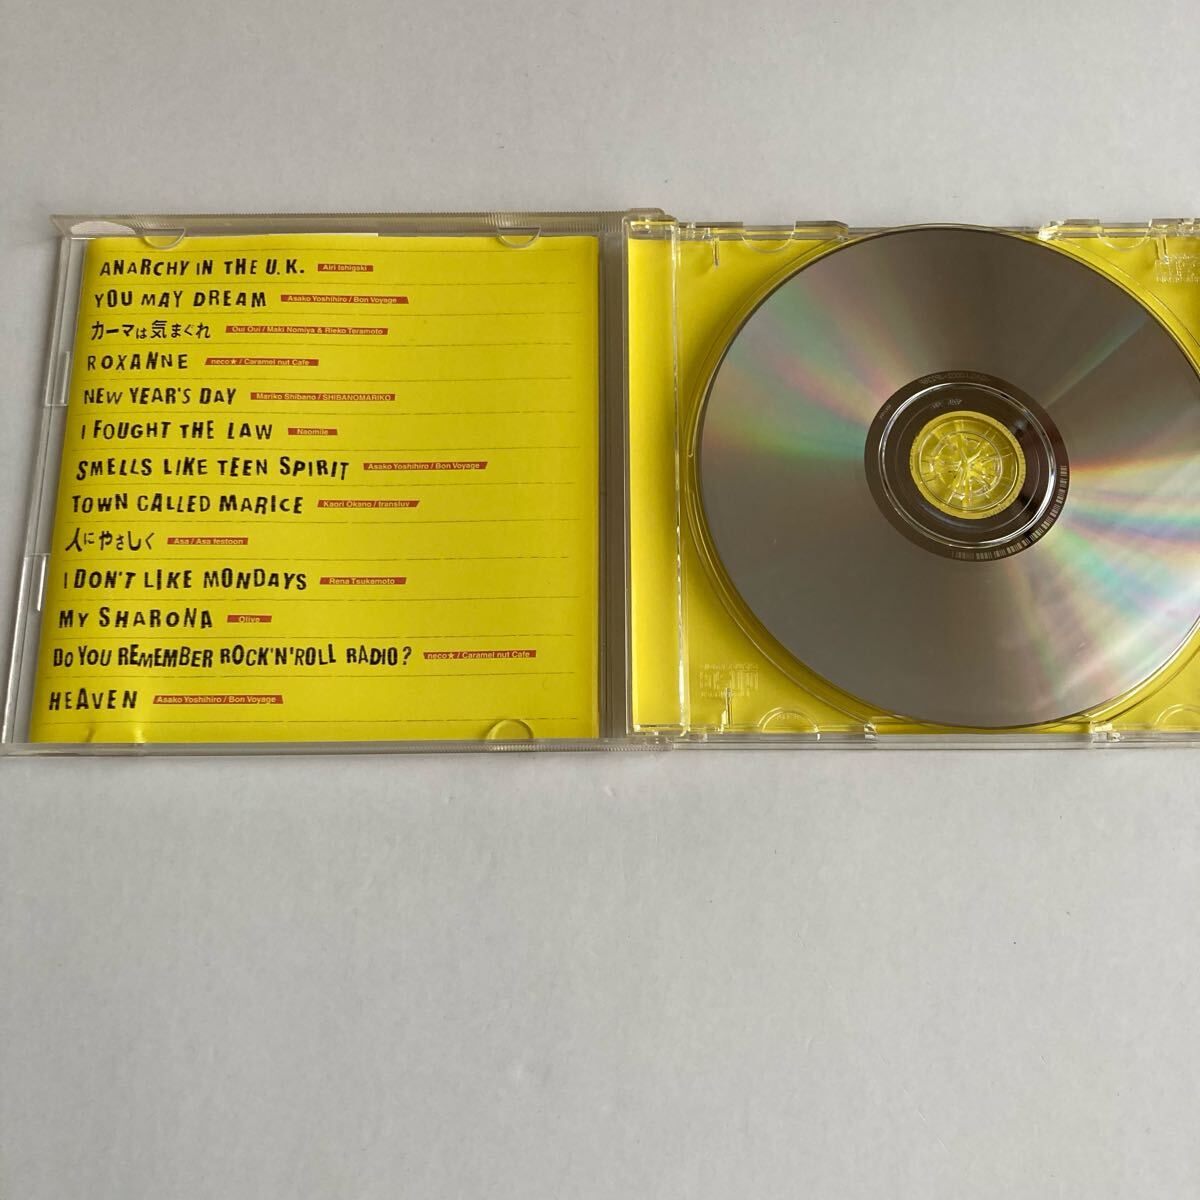 ANARCHY IN THE U.K. Airi Ishigaki
YOU MAY DREAM Asako Yoshihiro / Bon Voyage
カーマは気まぐれ Oui Oui / Maki Nomiya & Rieko Teramoto
ROXANNE neco★ / Caramel nut Cafe
NEW YEAR'S DAY Mariko Shibano / SHIBANOMARIKO
I FOUGHT THE LAW Naomile
SMELLS LIKE TEEN SPIRIT Asako Yoshihiro / Bon Voyage
TOWN CALLED MARICE Kaori Okano / transluv
人にやさしく Asa / Asa festoon
I DON'T LIKE MONDAYS Rena Tsukamoto
MY SHARONA Olive
DO YOU REMEMBER ROCK'N'ROLL RADIO? neco★ / Caramel nut Cafe
HEAVEN Asako Yoshihiro / Bon Voyage